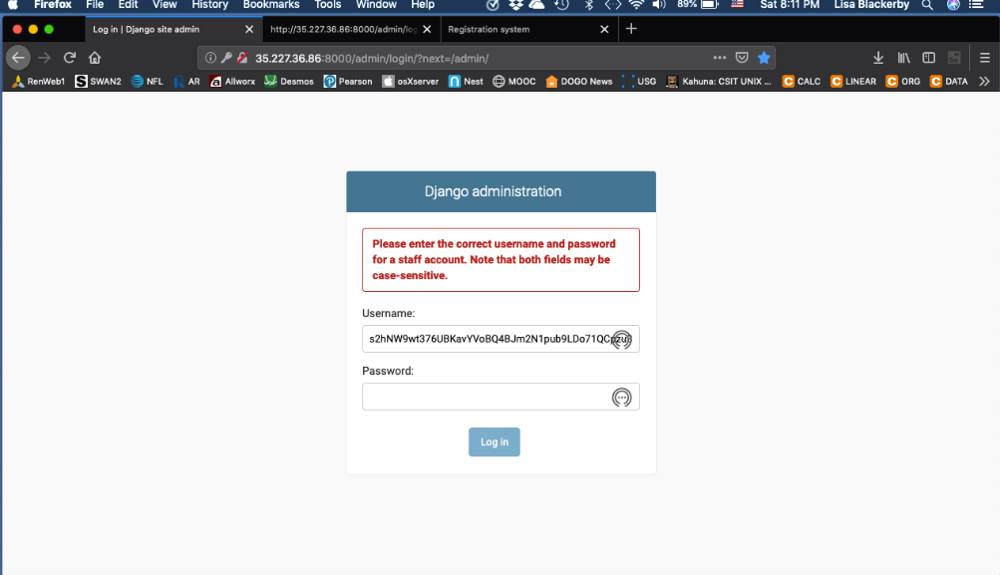 Firefox File Edit View History Bookmarks Tools Window Help 89% Sat 8:11 PM Lisa Blackerby
Log in | Django site admin http://35.227.36.86:8000/admin/log Registration system
35.227.36.86:8000/admin/login/?next=/admin/
RenWeb1 SWAN2 NFL AR Allworx Desmos Pearson osXserver Nest MOOC DOGO News USG Kahuna: CSIT UNIX ... CALC LINEAR ORG DATA
Django administration
Please enter the correct username and password
for a staff account. Note that both fields may be
case-sensitive.
Username:
Password:
Log in